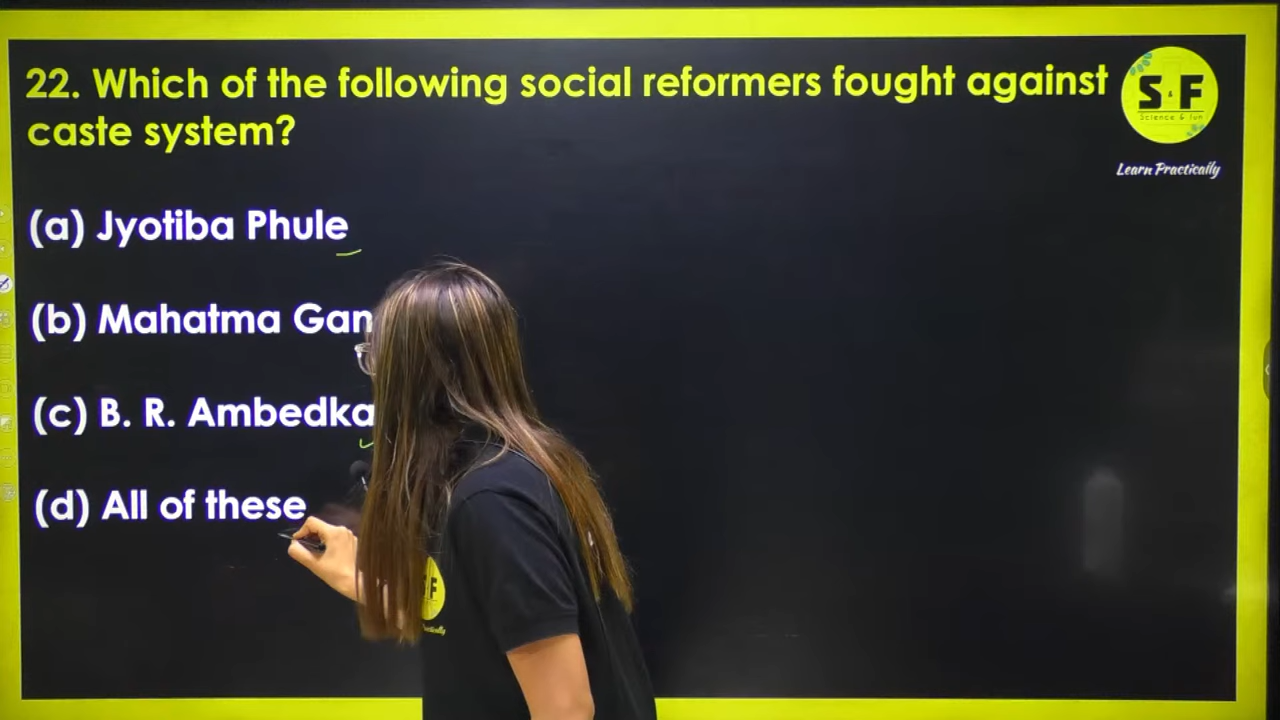 22. Which of the following social reformers fought against
caste system?
S & F
Science & fun
Learn Practically
(a) Jyotiba Phule
(b) Mahatma Gan
(c) B. R. Ambedka
(d) All of these
F